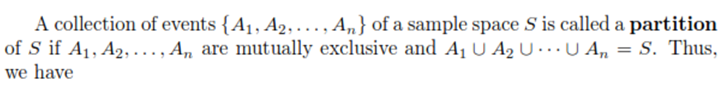 A collection of events {A₁, A₂, . . . , Aₙ} of a sample space S is called a partition
of S if A₁, A₂, . . . , Aₙ are mutually exclusive and A₁ ∪ A₂ ∪ · · · ∪ Aₙ = S. Thus,
we have